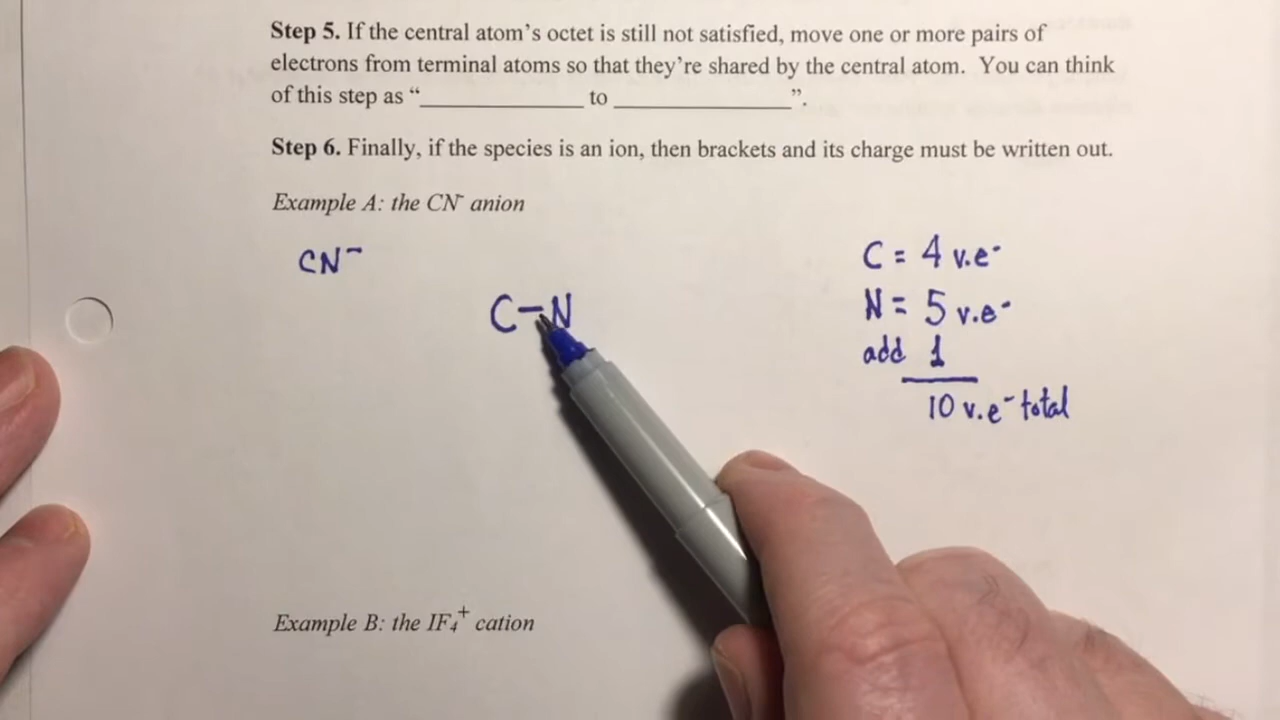 Step 5. If the central atom's octet is still not satisfied, move one or more pairs of
electrons from terminal atoms so that they're shared by the central atom. You can think
of this step as "______________ to ______________".
Step 6. Finally, if the species is an ion, then brackets and its charge must be written out.
Example A: the CN⁻ anion
CN⁻
C = 4 v.e⁻
C–N
N = 5 v.e⁻
add 1
10 v.e⁻ total
Example B: the IF₄⁺ cation